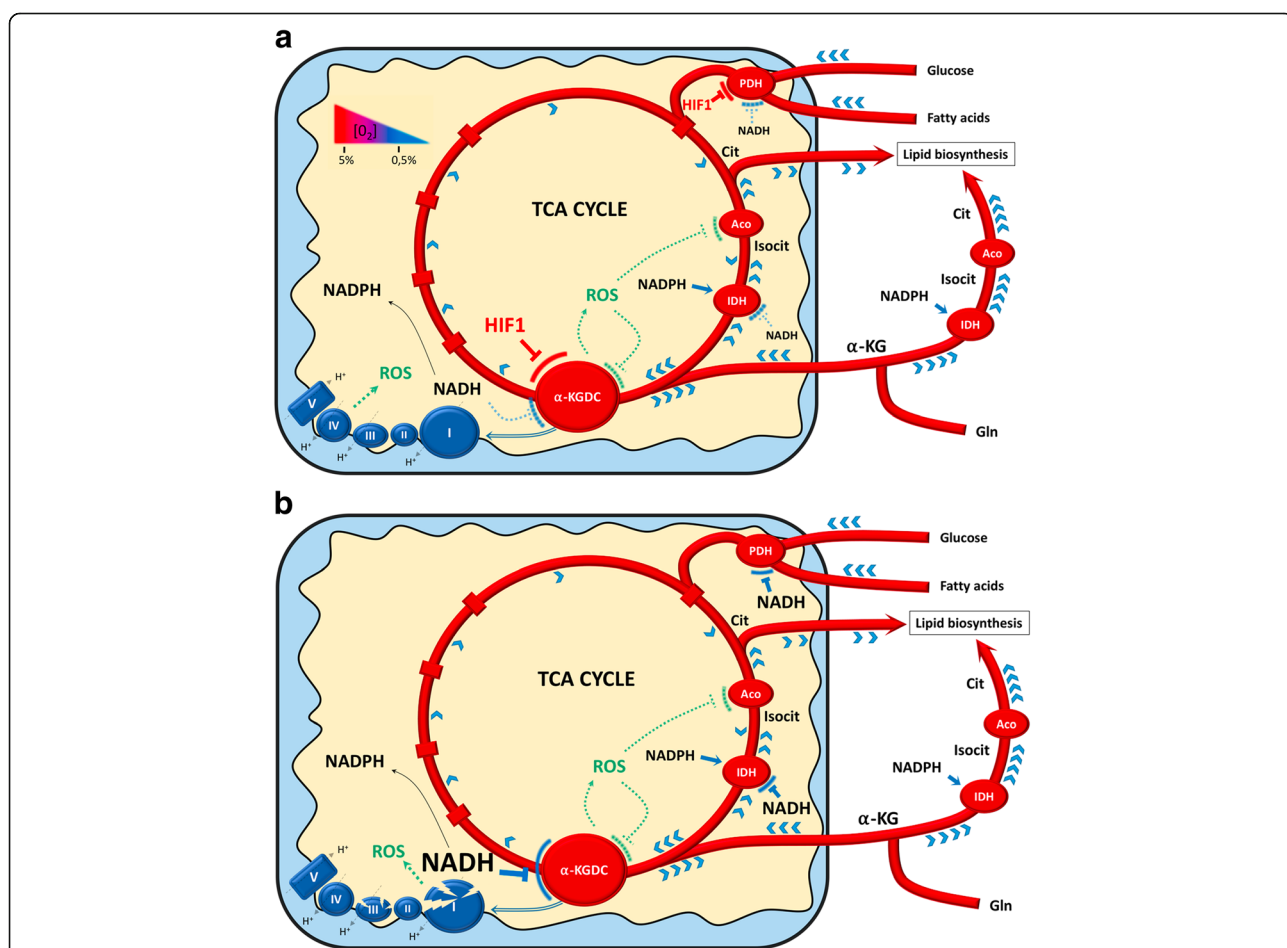 a
[O2]
5% 0,5%
HIF1
PDH
NADH
Glucose
Fatty acids
Cit
Lipid biosynthesis
TCA CYCLE
Aco
Isocit
NADPH
ROS
IDH
NADH
Cit
Aco
Isocit
NADPH
IDH
NADPH
HIF1
α-KG
ROS
NADH
α-KGDC
Gln
H⁺
V
IV
III
II
I
H⁺
H⁺
H⁺
b
PDH
NADH
Glucose
Fatty acids
Cit
Lipid biosynthesis
TCA CYCLE
Aco
Isocit
NADPH
ROS
IDH
NADH
Cit
Aco
Isocit
NADPH
IDH
NADPH
α-KG
ROS
NADH
α-KGDC
Gln
H⁺
V
IV
III
II
I
H⁺
H⁺
H⁺